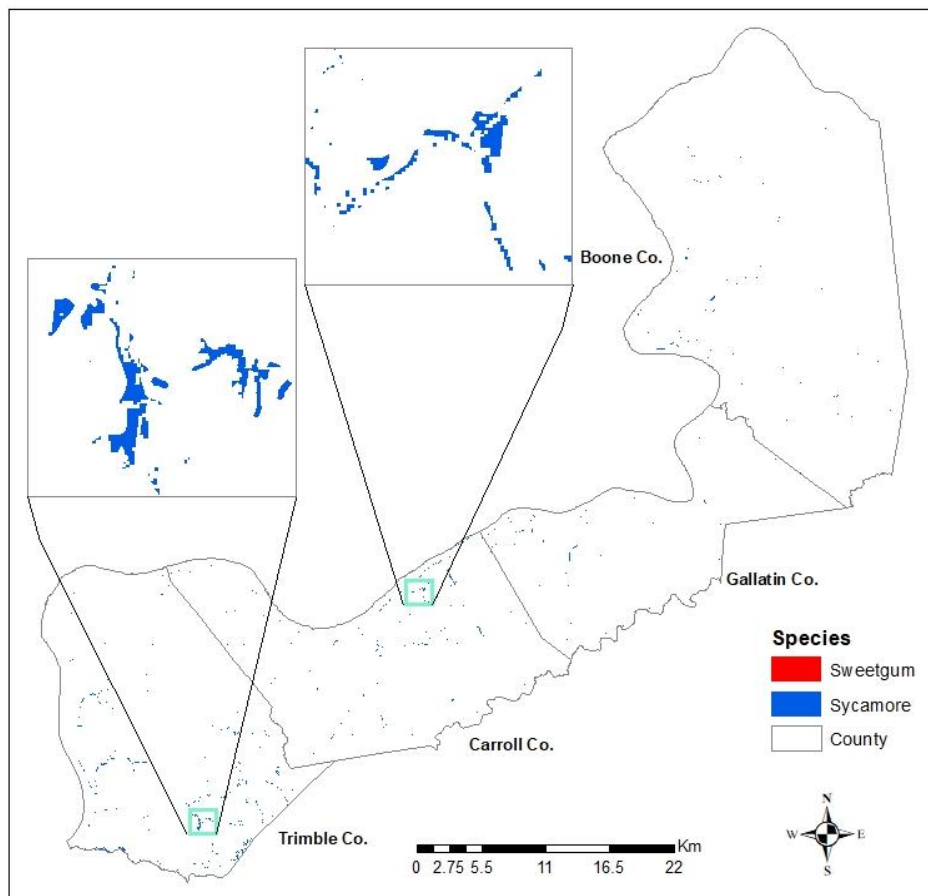 Boone Co.
Gallatin Co.
Carroll Co.
Trimble Co.
Species
Sweetgum
Sycamore
County
N
W E
S
Km
0 2.75 5.5 11 16.5 22